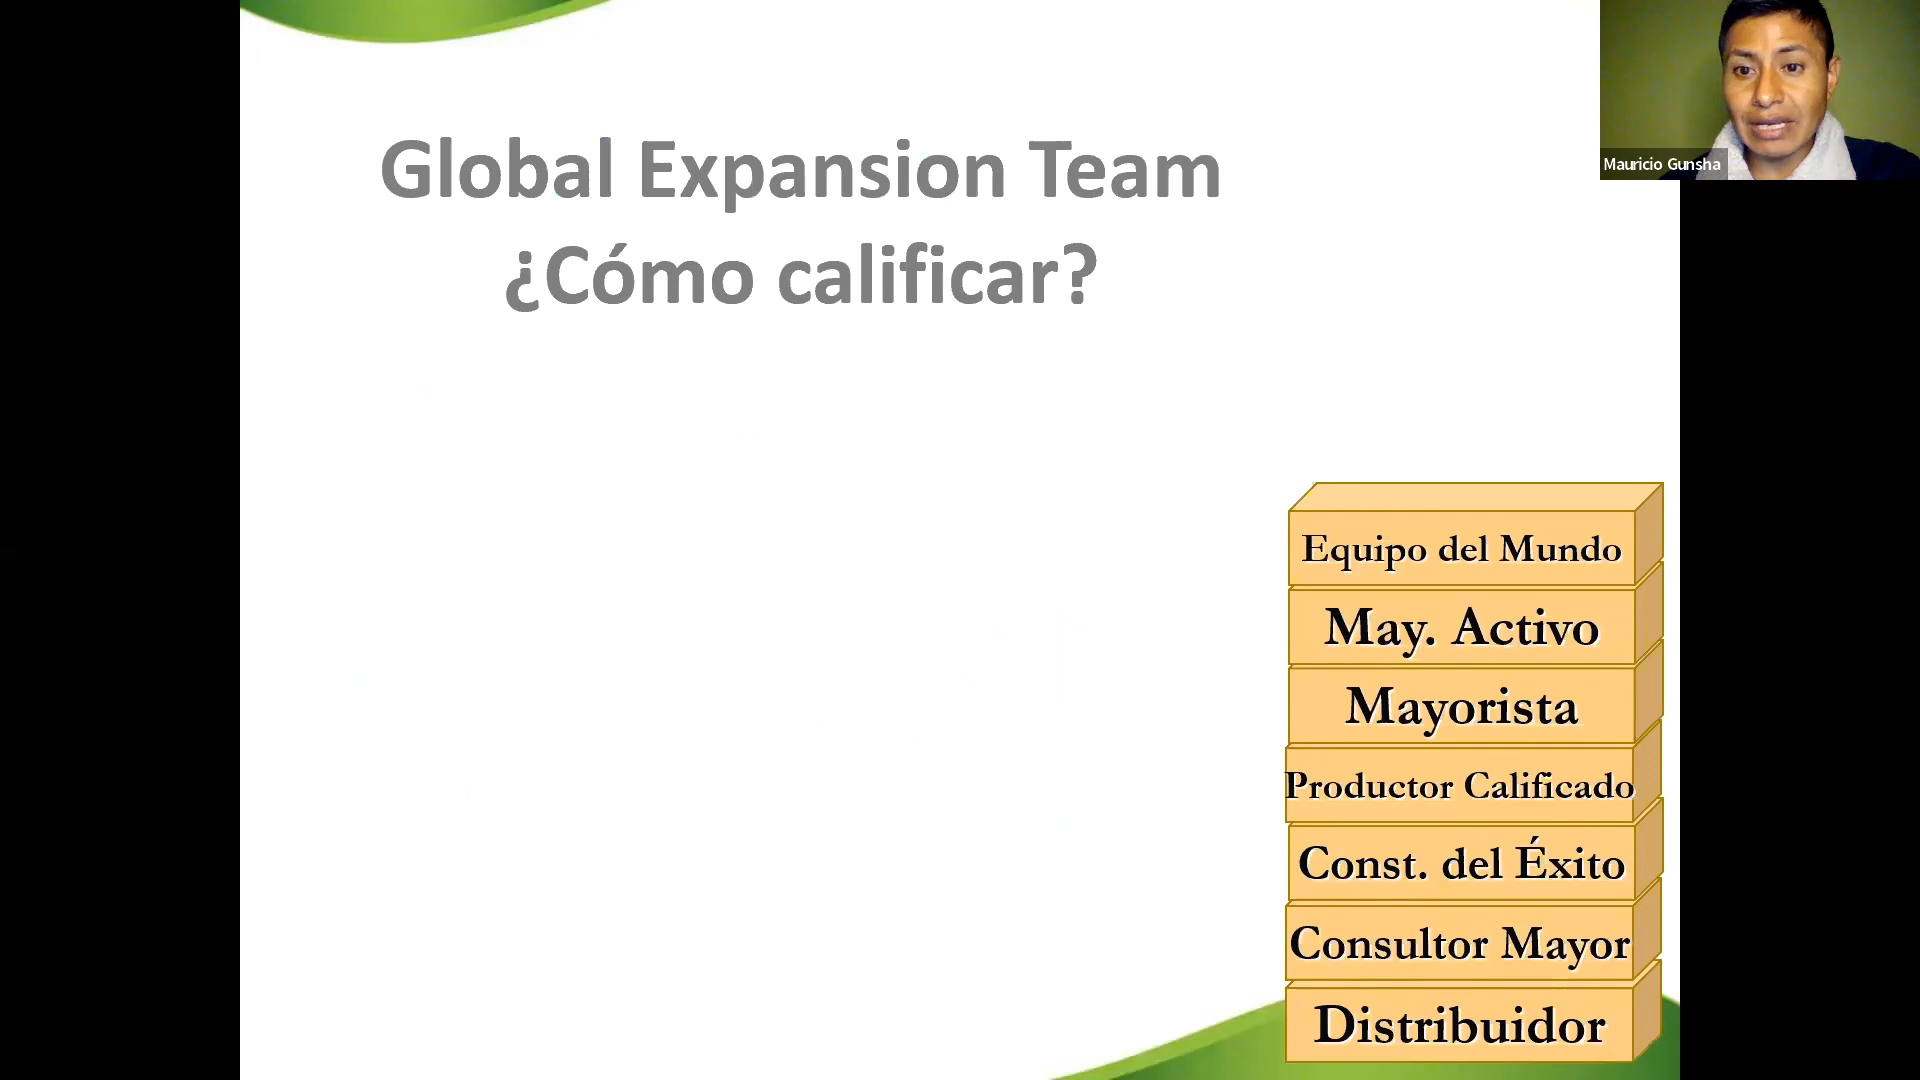 Global Expansion Team
¿Cómo calificar?
Mauricio Gunsha
Equipo del Mundo
May. Activo
Mayorista
Productor Calificado
Const. del Éxito
Consultor Mayor
Distribuidor